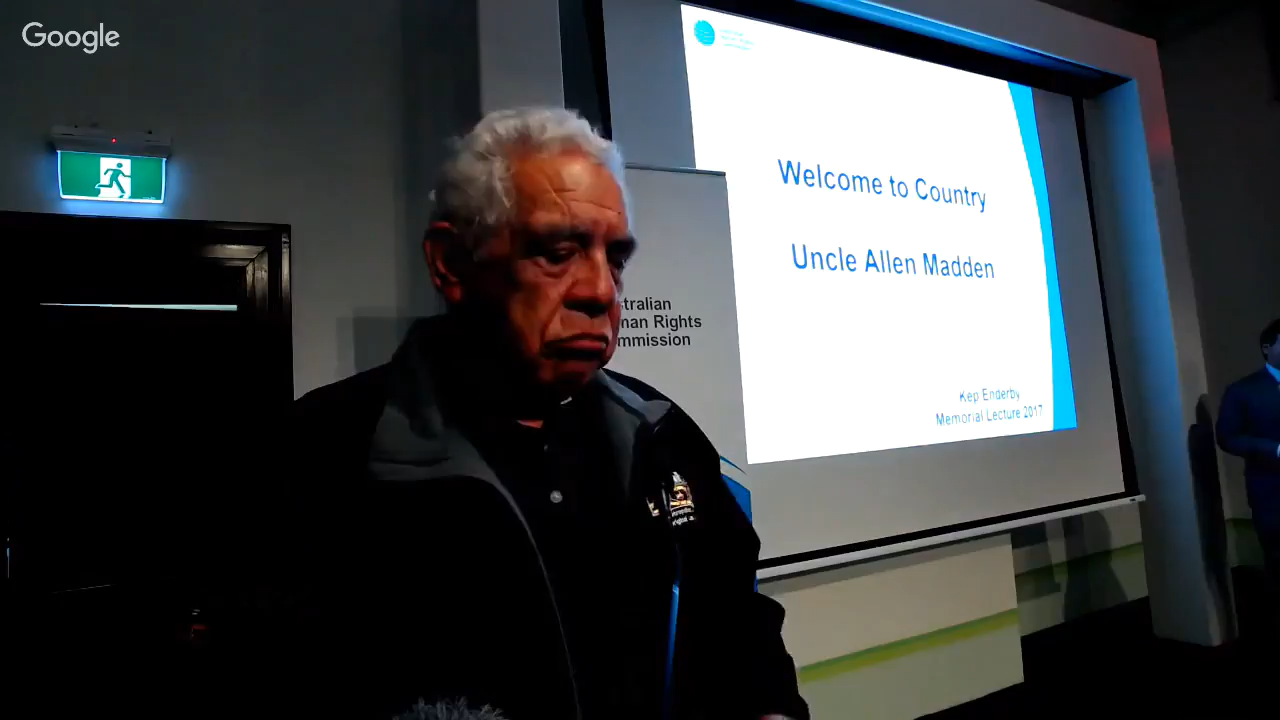 Google
Welcome to Country
Uncle Allen Madden
Kep Enderby
Memorial Lecture 2017
stralian
man Rights
mmission